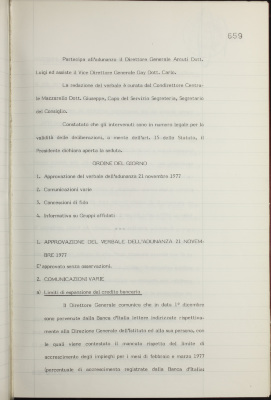 659
Partecipa all'adunanza il Direttore Generale Arcuti Dott.
Luigi ed assiste il Vice Direttore Generale Gay Dott. Carlo.
La redazione del verbale è curata dal Condirettore Centra-
le Mazzarello Dott. Giuseppe, Capo del Servizio Segreteria, Segretario
del Consiglio.
Constatato che gli intervenuti sono in numero legale per la
validità delle deliberazioni, a mente dell'art. 25 dello Statuto, il
Presidente dichiara aperta la seduta.
ORDINE DEL GIORNO
1. Approvazione del verbale dell'adunanza 21 novembre 1977
2. Comunicazioni varie
3. Concessioni di fido
4. Informativa su Gruppi affidati
1. APPROVAZIONE DEL VERBALE DELL'ADUNANZA 21 NOVEM-
BRE 1977
E' approvato senza osservazioni.
2. COMUNICAZIONI VARIE
a) Limiti di espansione del credito bancario.
Il Direttore Generale comunica che in data 1° dicembre
sono pervenute dalla Banca d'Italia lettere indirizzate rispettiva-
mente alla Direzione Generale dell'Istituto ed alla sua persona, con
le quali viene contestato il mancato rispetto del limite di
accrescimento degli impieghi per i mesi di febbraio e marzo 1977
(percentuale di accrescimento registrata dalla Banca d'Italia